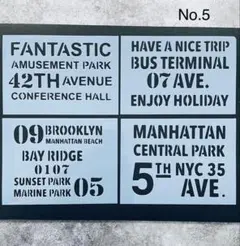 No.5
FANTASTIC
AMUSEMENT PARK
42TH AVENUE
CONFERENCE HALL
HAVE A NICE TRIP
BUS TERMINAL
07 AVE.
ENJOY HOLIDAY
09 BROOKLYN
MANHATTAN BEACH
BAY RIDGE
0107
SUNSET PARK
MARINE PARK 05
MANHATTAN
CENTRAL PARK
5TH NYC 35
AVE.